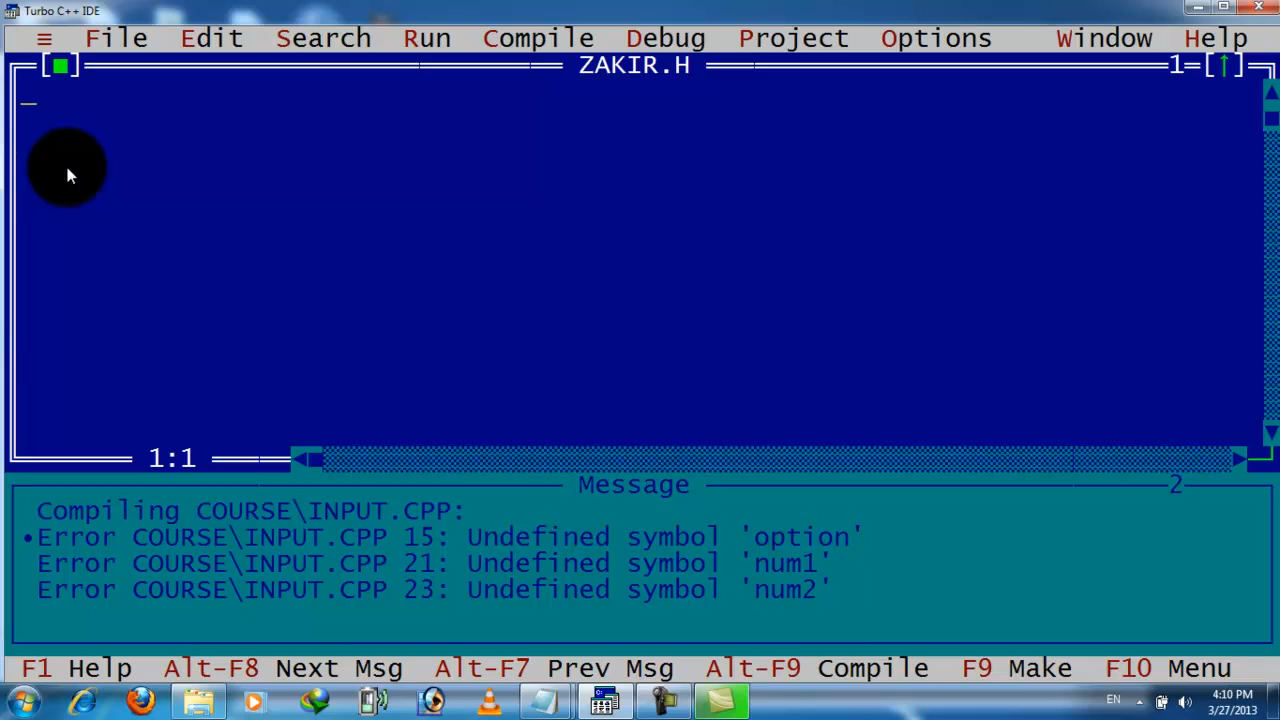 Turbo C++ IDE
≡ File Edit Search Run Compile Debug Project Options Window Help
[■] ZAKIR.H 1=[↑]
1:1
Message 2
Compiling COURSE\INPUT.CPP:
•Error COURSE\INPUT.CPP 15: Undefined symbol 'option'
Error COURSE\INPUT.CPP 21: Undefined symbol 'num1'
Error COURSE\INPUT.CPP 23: Undefined symbol 'num2'
F1 Help Alt-F8 Next Msg Alt-F7 Prev Msg Alt-F9 Compile F9 Make F10 Menu
EN 4:10 PM
3/27/2013